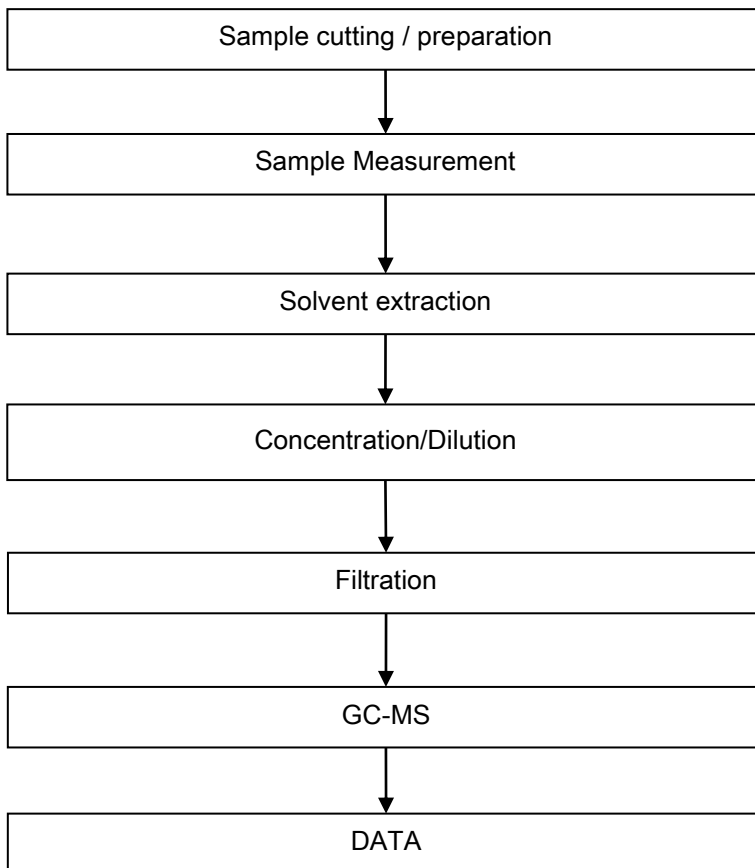 Sample cutting / preparation
Sample Measurement
Solvent extraction
Concentration/Dilution
Filtration
GC-MS
DATA